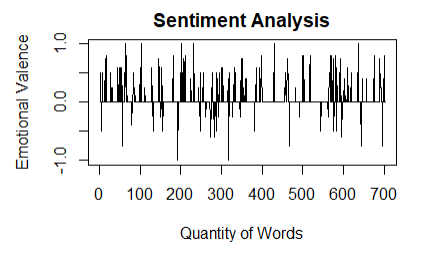 Sentiment Analysis
Emotional Valence
1.0
0.0
-1.0
0 100 200 300 400 500 600 700
Quantity of Words